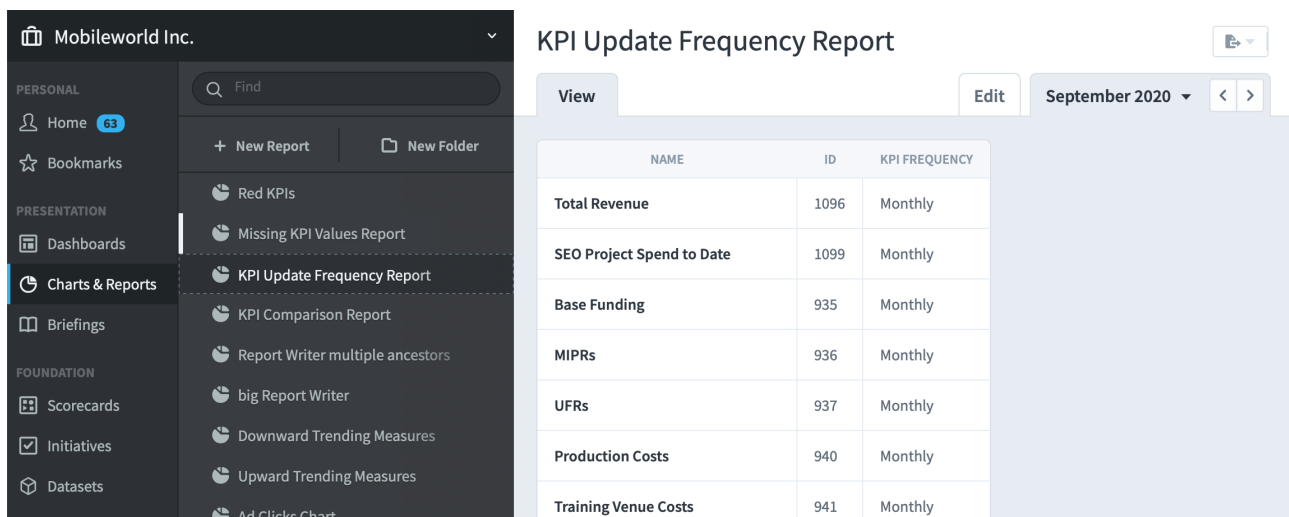 Mobileworld Inc.
PERSONAL
Home 63
Bookmarks
PRESENTATION
Dashboards
Charts & Reports
Briefings
FOUNDATION
Scorecards
Initiatives
Datasets
Find
+ New Report New Folder
Red KPIs
Missing KPI Values Report
KPI Update Frequency Report
KPI Comparison Report
Report Writer multiple ancestors
big Report Writer
Downward Trending Measures
Upward Trending Measures
Ad Clicks Chart
KPI Update Frequency Report
View Edit September 2020
NAME ID KPI FREQUENCY
Total Revenue 1096 Monthly
SEO Project Spend to Date 1099 Monthly
Base Funding 935 Monthly
MIPRs 936 Monthly
UFRs 937 Monthly
Production Costs 940 Monthly
Training Venue Costs 941 Monthly